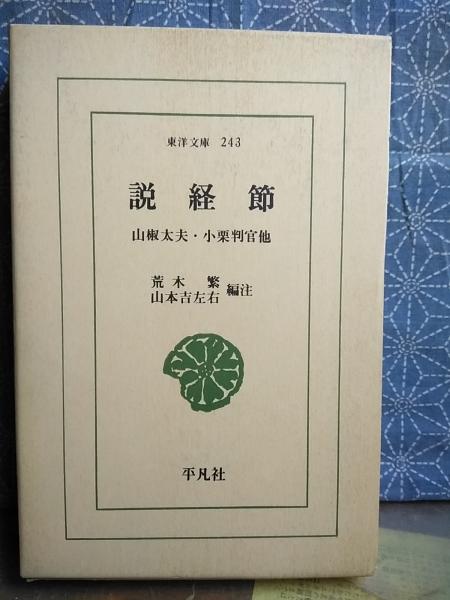 東洋文庫 243
説経節
山椒太夫・小栗判官他
荒木 繁
山本吉左右 編注
平凡社